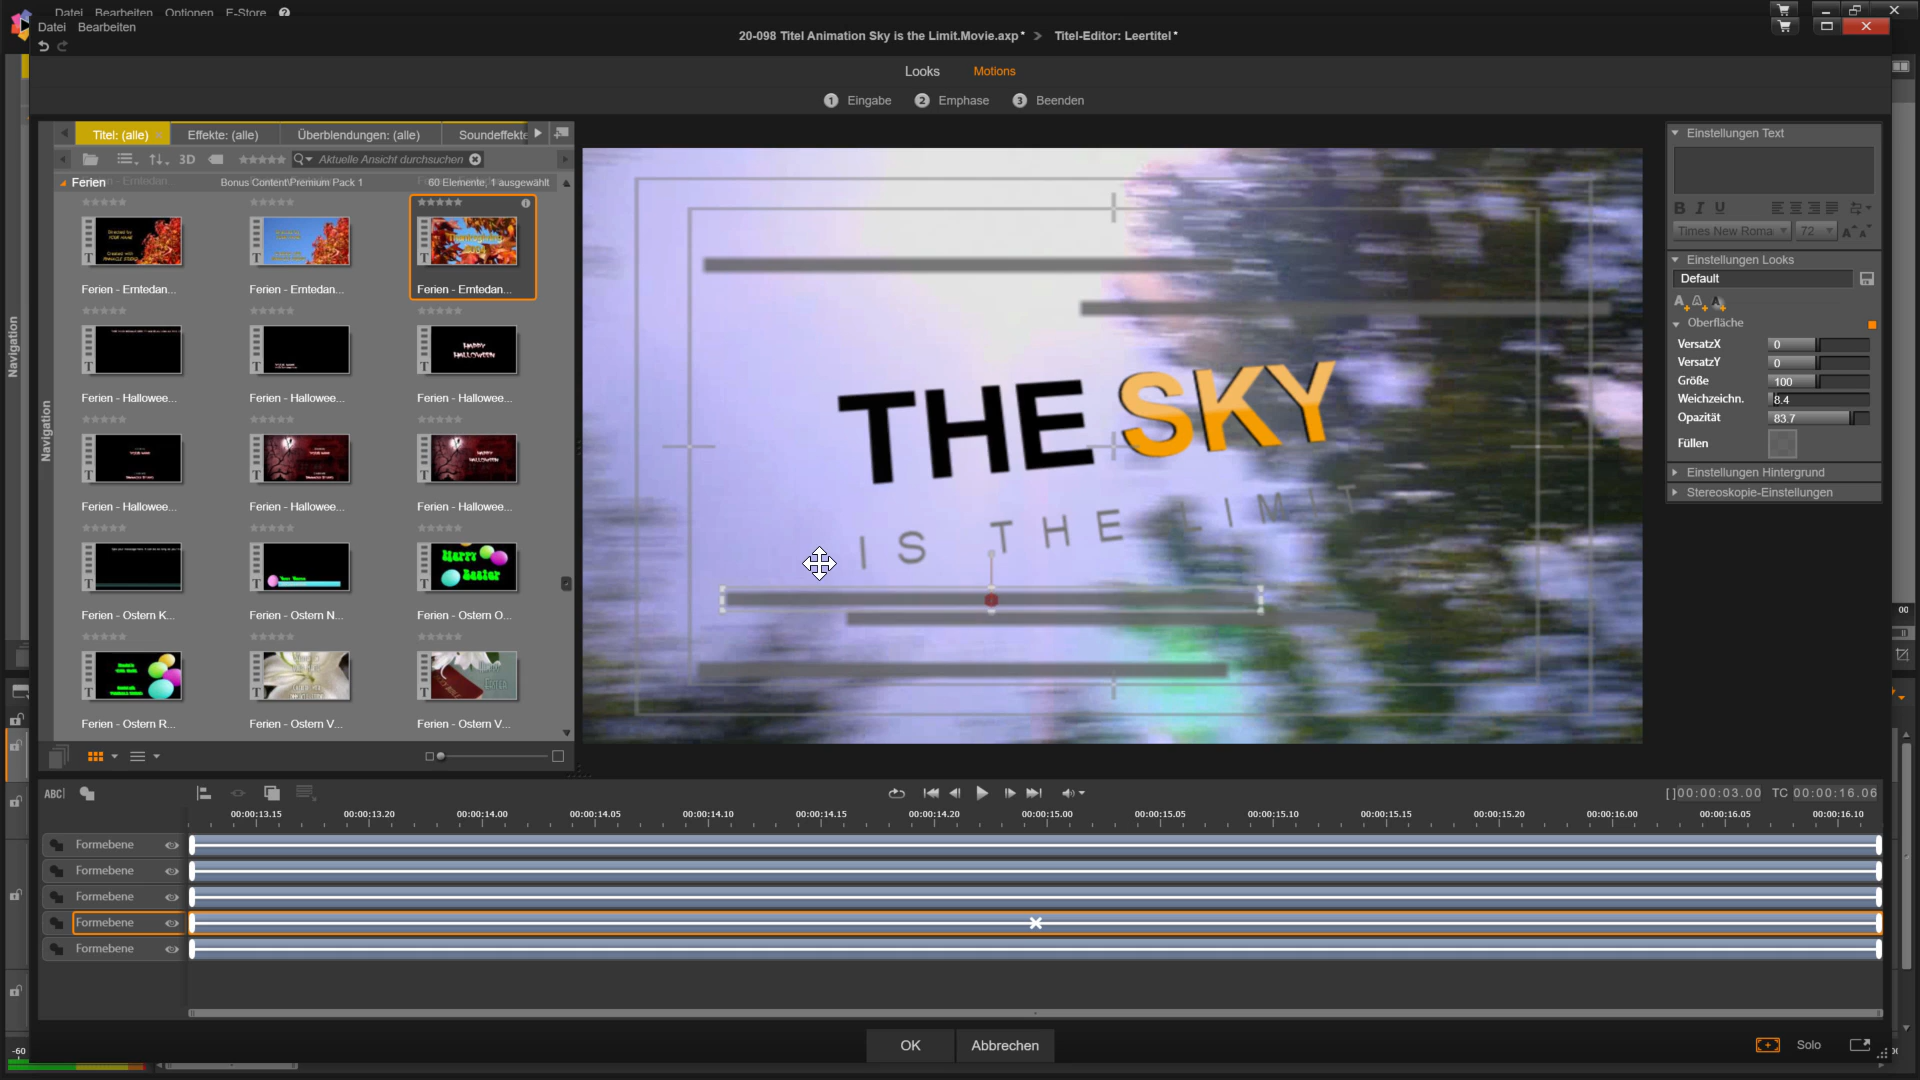 Datei Bearbeiten Optionen E-Store ?
Datei Bearbeiten
20-098 Titel Animation Sky is the Limit.Movie.axp* > Titel-Editor: Leertitel*
Looks Motions
1 Eingabe 2 Emphase 3 Beenden
Titel: (alle) × Effekte: (alle) Überblendungen: (alle) Soundeffekte
3D Aktuelle Ansicht durchsuchen
Ferien Bonus Content\Premium Pack 1 60 Elemente, 1 ausgewählt
Ferien - Erntedan... Ferien - Erntedan... Ferien - Erntedan...
HAPPY
HALLOWEEN
Ferien - Hallowee... Ferien - Hallowee... Ferien - Hallowee...
Ferien - Hallowee... Ferien - Hallowee... Ferien - Hallowee...
Happy
Easter
Ferien - Ostern K... Ferien - Ostern N... Ferien - Ostern O...
Ferien - Ostern R... Ferien - Ostern V... Ferien - Ostern V...
Navigation
Navigation
THE SKY
IS THE LIMIT
Einstellungen Text
B I U
Times New Roma 72
Einstellungen Looks
Default
Oberfläche
VersatzX 0
VersatzY 0
Größe 100
Weichzeichn. 8.4
Opazität 83.7
Füllen
Einstellungen Hintergrund
Stereoskopie-Einstellungen
00
ABC
[ ]00:00:03.00 TC 00:00:16.06
00:00:13.15 00:00:13.20 00:00:14.00 00:00:14.05 00:00:14.10 00:00:14.15 00:00:14.20 00:00:15.00 00:00:15.05 00:00:15.10 00:00:15.15 00:00:15.20 00:00:16.00 00:00:16.05 00:00:16.10
Formebene
Formebene
Formebene
Formebene
Formebene
OK Abbrechen
Solo
-60